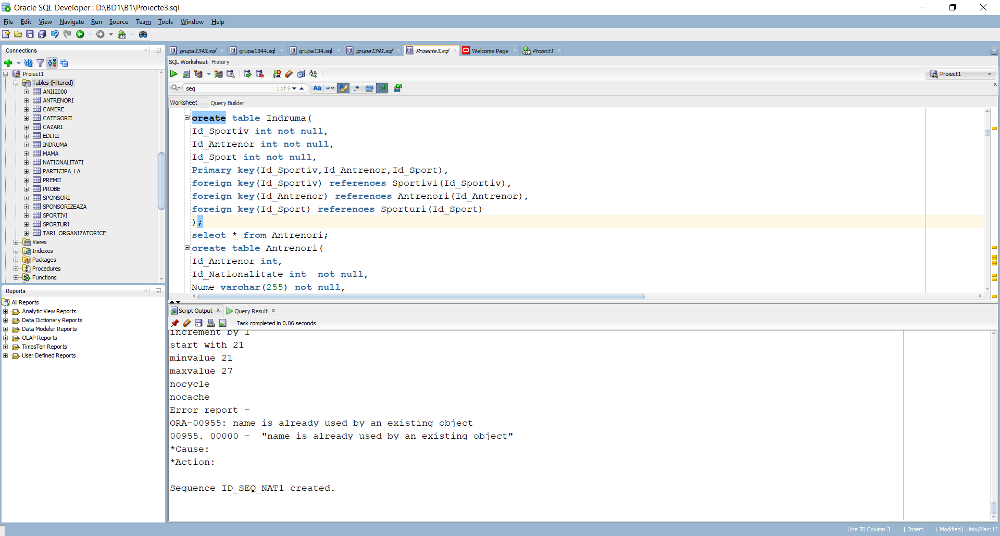 Oracle SQL Developer : D:\BD1\B1\Proiecte3.sql
File Edit View Navigate Run Source Team Tools Window Help
Connections
Proiect1
Tables (Filtered)
ANII2000
ANTRENORI
CAMERE
CATEGORII
CAZARI
EDITII
INDRUMA
MAMA
NATIONALITATI
PARTICIPA_LA
PREMII
PROBE
SPONSORI
SPONSORIZEAZA
SPORTIVI
SPORTURI
TARI_ORGANIZATORICE
Views
Indexes
Packages
Procedures
Functions
Reports
All Reports
Analytic View Reports
Data Dictionary Reports
Data Modeler Reports
OLAP Reports
TimesTen Reports
User Defined Reports
grupa1343.sql grupa1344.sql grupa134.sql grupa1341.sql Proiecte3.sql Welcome Page Proiect1
SQL Worksheet History
Proiect1
seq 1 of 9
Worksheet Query Builder
create table Indruma(
Id_Sportiv int not null,
Id_Antrenor int not null,
Id_Sport int not null,
Primary key(Id_Sportiv,Id_Antrenor,Id_Sport),
foreign key(Id_Sportiv) references Sportivi(Id_Sportiv),
foreign key(Id_Antrenor) references Antrenori(Id_Antrenor),
foreign key(Id_Sport) references Sporturi(Id_Sport)
);
select * from Antrenori;
create table Antrenori(
Id_Antrenor int,
Id_Nationalitate int  not null,
Nume varchar(255) not null,
Script Output Query Result
Task completed in 0.06 seconds
increment by 1
start with 21
minvalue 21
maxvalue 27
nocycle
nocache
Error report -
ORA-00955: name is already used by an existing object
00955. 00000 -  "name is already used by an existing object"
*Cause:
*Action:
Sequence ID_SEQ_NAT1 created.
Line 70 Column 3 Insert Modified Unix/Mac: LF